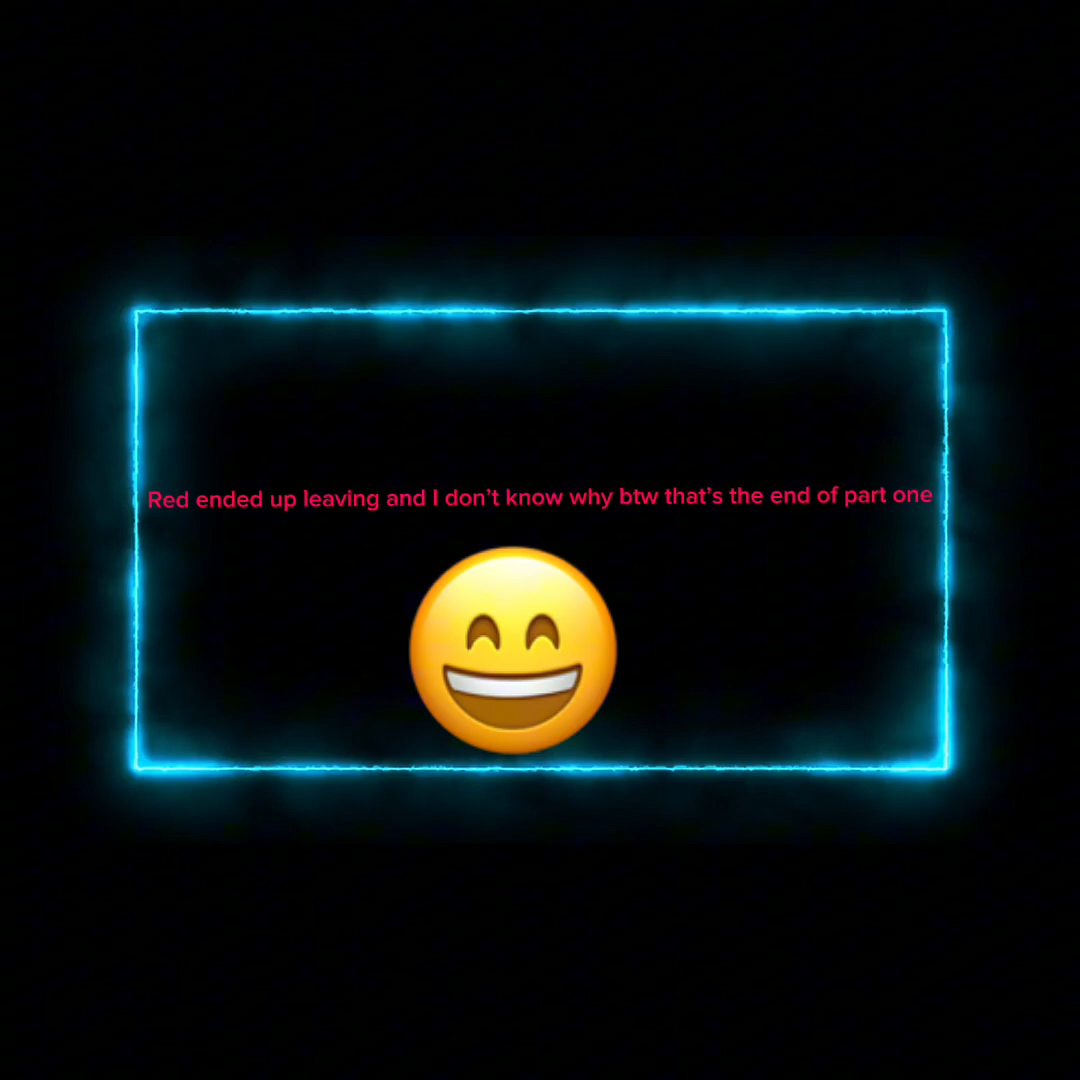 Red ended up leaving and I don’t know why btw that’s the end of part one